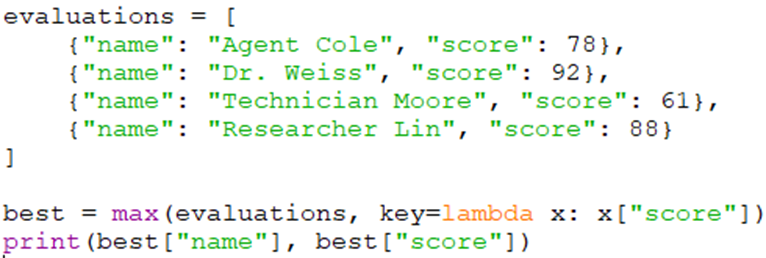 evaluations = [
    {"name": "Agent Cole", "score": 78},
    {"name": "Dr. Weiss", "score": 92},
    {"name": "Technician Moore", "score": 61},
    {"name": "Researcher Lin", "score": 88}
]

best = max(evaluations, key=lambda x: x["score"])
print(best["name"], best["score"])